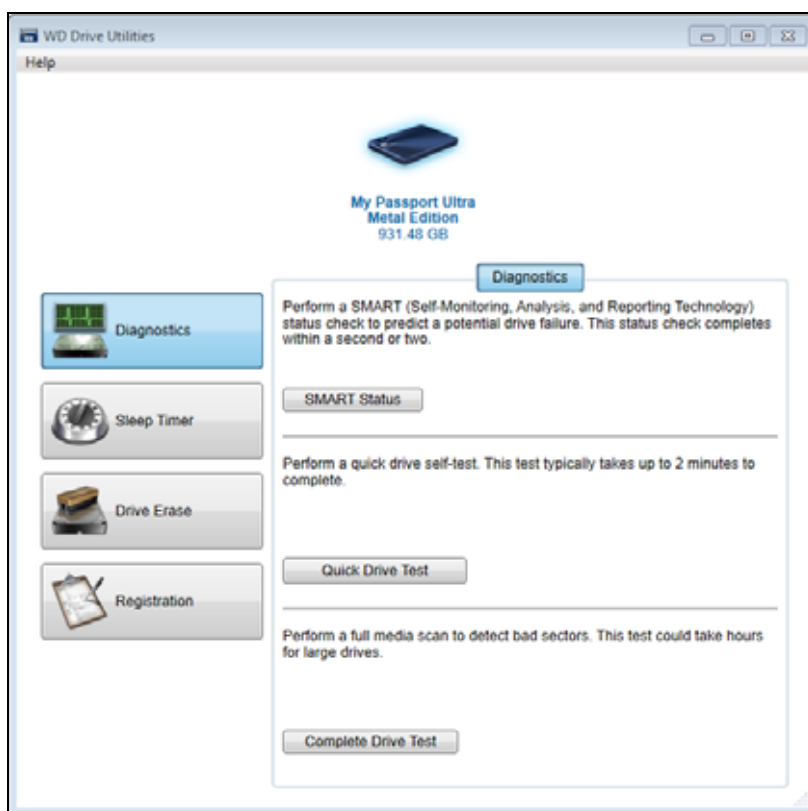 WD Drive Utilities
Help
My Passport Ultra
Metal Edition
931.48 GB
Diagnostics
Sleep Timer
Drive Erase
Registration
Diagnostics
Perform a SMART (Self-Monitoring, Analysis, and Reporting Technology)
status check to predict a potential drive failure. This status check completes
within a second or two.
SMART Status
Perform a quick drive self-test. This test typically takes up to 2 minutes to
complete.
Quick Drive Test
Perform a full media scan to detect bad sectors. This test could take hours
for large drives.
Complete Drive Test